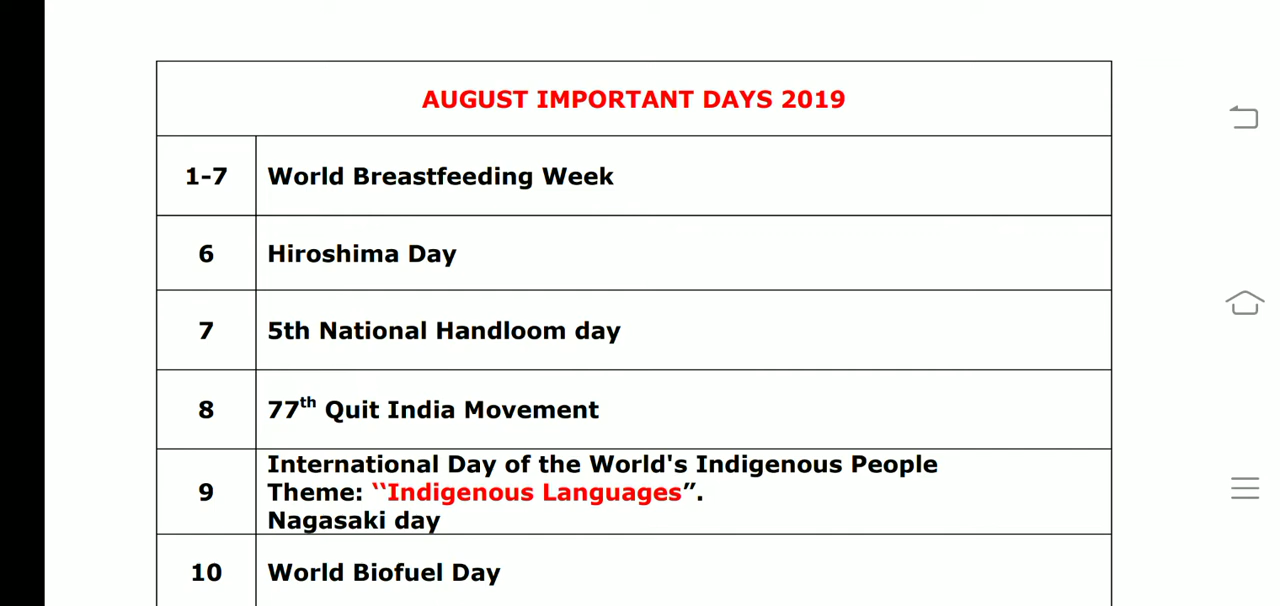 AUGUST IMPORTANT DAYS 2019
1-7 World Breastfeeding Week
6 Hiroshima Day
7 5th National Handloom day
8 77th Quit India Movement
9 International Day of the World's Indigenous People
Theme: ‘‘Indigenous Languages”.
Nagasaki day
10 World Biofuel Day